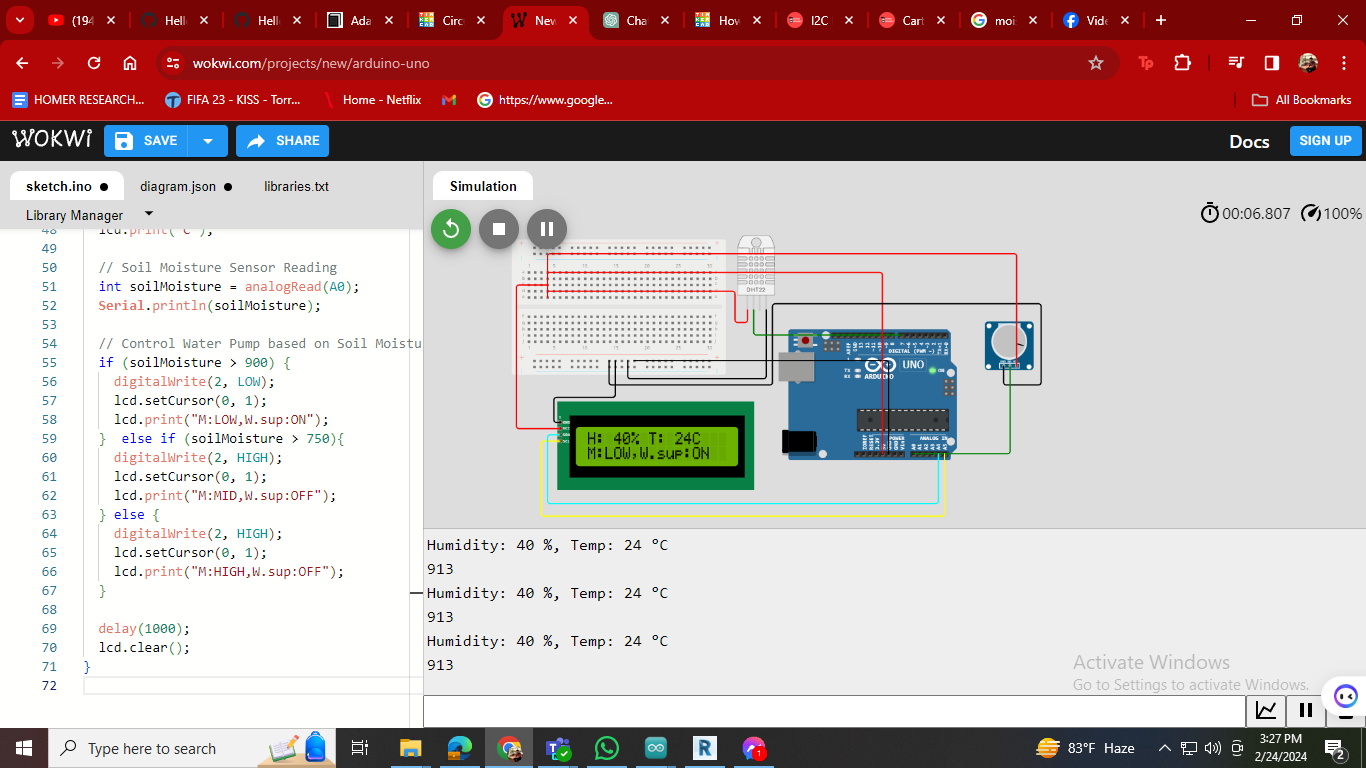 (194
Hello
Hello
Ada
Circ
New
Cha
How
I2C
Cart
moi
Vide
wokwi.com/projects/new/arduino-uno
HOMER RESEARCH...
FIFA 23 - KISS - Torr...
Home - Netflix
https://www.google...
All Bookmarks
WOKWI
SAVE
SHARE
Docs
SIGN UP
sketch.ino
diagram.json
libraries.txt
Library Manager
Simulation
00:06.807
100%
48 lcd.print(" C");
49
50 // Soil Moisture Sensor Reading
51 int soilMoisture = analogRead(A0);
52 Serial.println(soilMoisture);
53
54 // Control Water Pump based on Soil Moistu
55 if (soilMoisture > 900) {
56 digitalWrite(2, LOW);
57 lcd.setCursor(0, 1);
58 lcd.print("M:LOW,W.sup:ON");
59 }  else if (soilMoisture > 750){
60 digitalWrite(2, HIGH);
61 lcd.setCursor(0, 1);
62 lcd.print("M:MID,W.sup:OFF");
63 } else {
64 digitalWrite(2, HIGH);
65 lcd.setCursor(0, 1);
66 lcd.print("M:HIGH,W.sup:OFF");
67 }
68
69 delay(1000);
70 lcd.clear();
71 }
72
DHT22
DIGITAL (PWM ~)
UNO
ARDUINO
TX
RX
ON
POWER
ANALOG IN
H: 40% T: 24C
M:LOW,W.sup:ON
Humidity: 40 %, Temp: 24 ºC
913
Humidity: 40 %, Temp: 24 ºC
913
Humidity: 40 %, Temp: 24 ºC
913
Activate Windows
Go to Settings to activate Windows.
Type here to search
83°F Haze
3:27 PM
2/24/2024
2